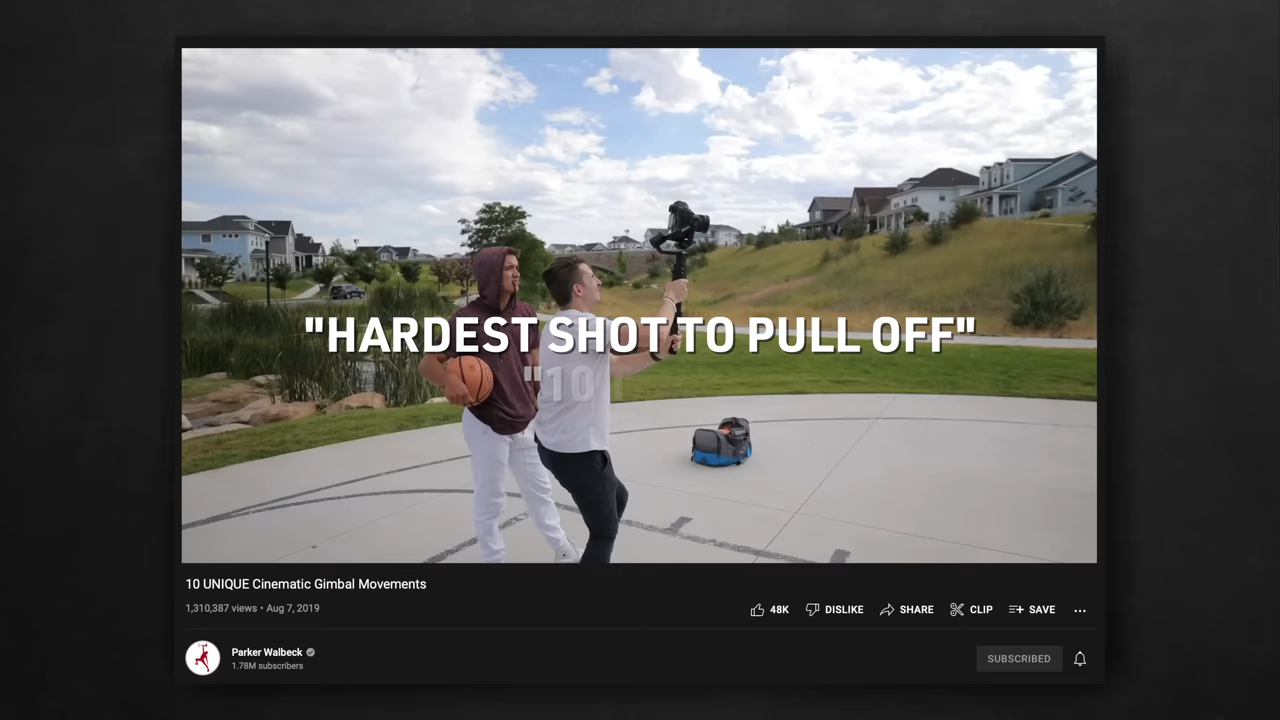 "HARDEST SHOT TO PULL OFF"
"10
10 UNIQUE Cinematic Gimbal Movements
1,310,387 views • Aug 7, 2019
48K DISLIKE SHARE CLIP SAVE
Parker Walbeck
1.78M subscribers
SUBSCRIBED